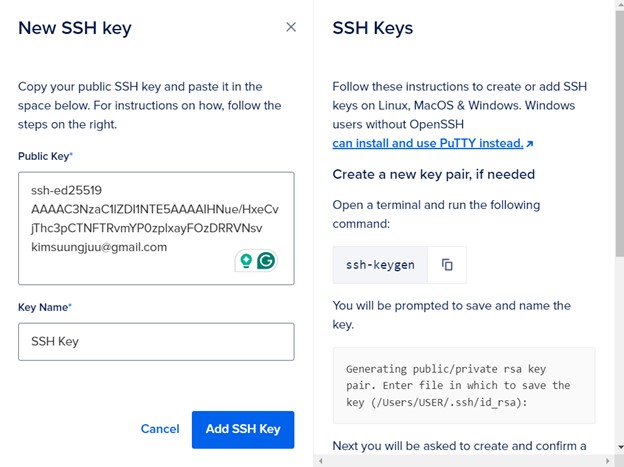 New SSH key
Copy your public SSH key and paste it in the
space below. For instructions on how, follow the
steps on the right.
Public Key*
ssh-ed25519
AAAAC3NzaC1lZDI1NTE5AAAAIHNue/HxeCv
jThc3pCTNFTRvmYP0zplxayFOzDRRVNsv
kimsuungjuu@gmail.com
Key Name*
SSH Key
Cancel
Add SSH Key
SSH Keys
Follow these instructions to create or add SSH
keys on Linux, MacOS & Windows. Windows
users without OpenSSH
can install and use PuTTY instead.
Create a new key pair, if needed
Open a terminal and run the following
command:
ssh-keygen
You will be prompted to save and name the
key.
Generating public/private rsa key
pair. Enter file in which to save the
key (/Users/USER/.ssh/id_rsa):
Next you will be asked to create and confirm a